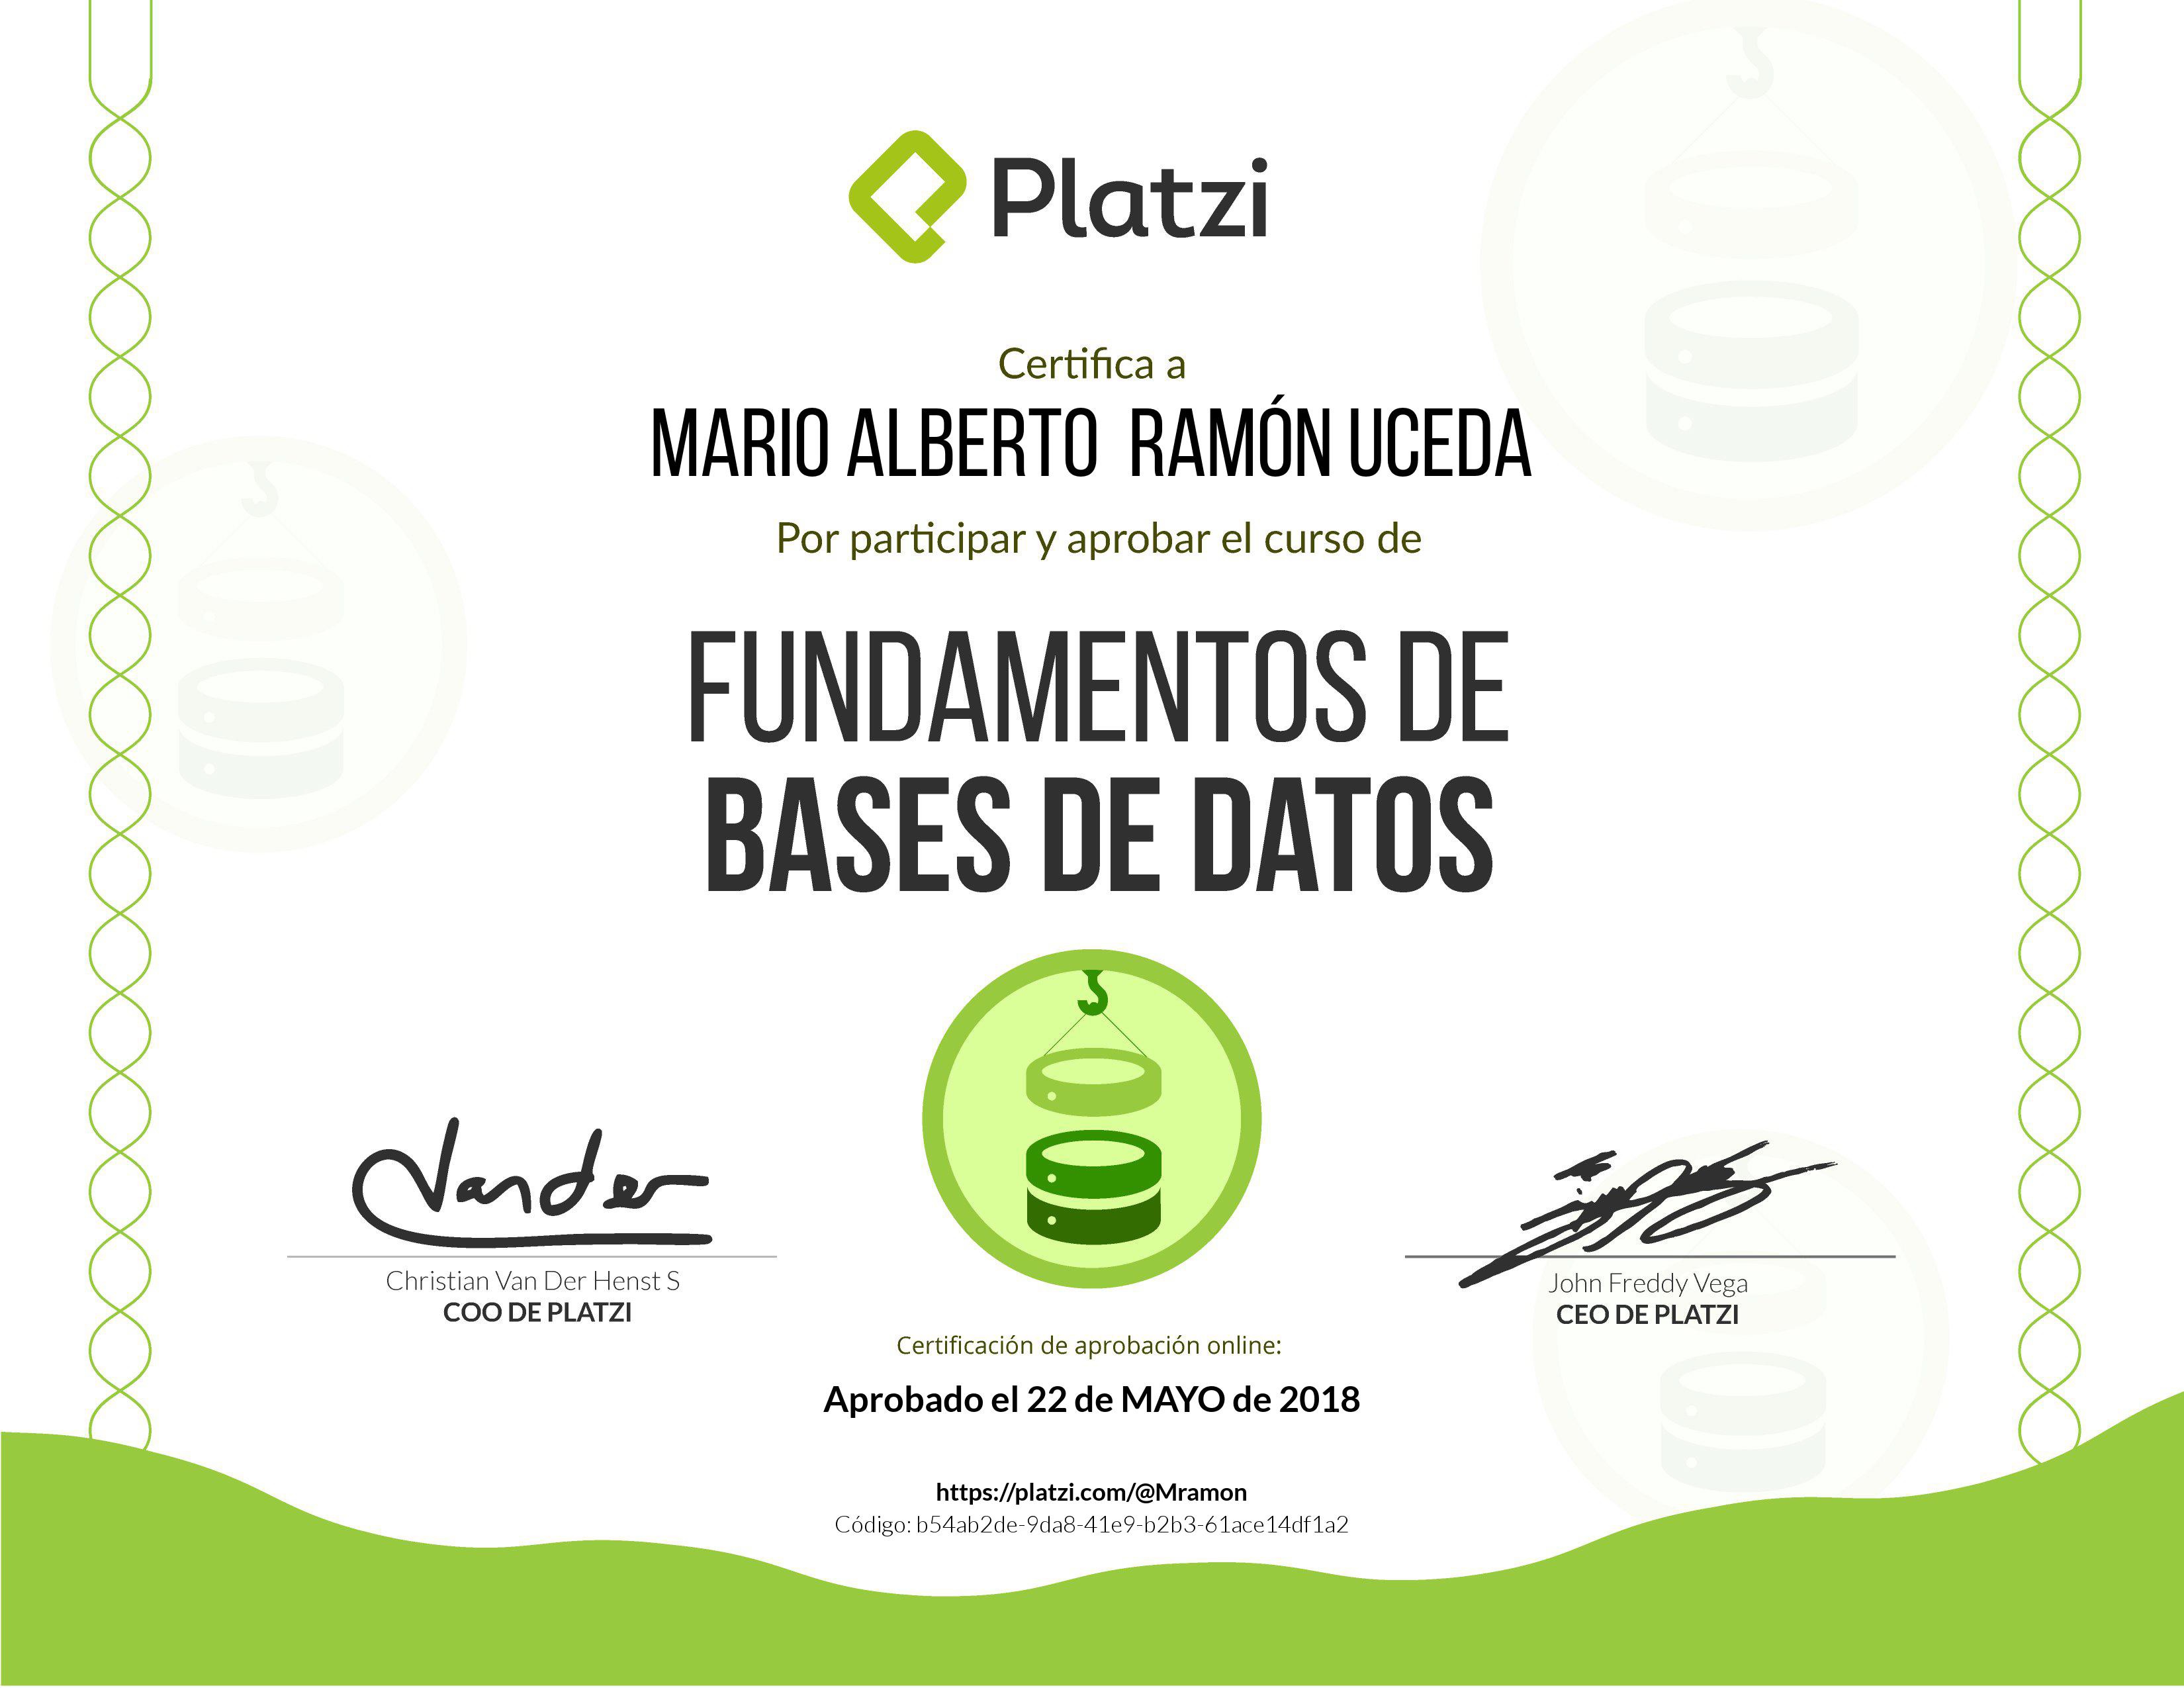 Platzi
Certifica a
MARIO ALBERTO RAMÓN UCEDA
Por participar y aprobar el curso de
FUNDAMENTOS DE
BASES DE DATOS
Vander
Christian Van Der Henst S
COO DE PLATZI
John Freddy Vega
CEO DE PLATZI
Certificación de aprobación online:
Aprobado el 22 de MAYO de 2018
https://platzi.com/@Mramon
Código: b54ab2de-9da8-41e9-b2b3-61ace14df1a2